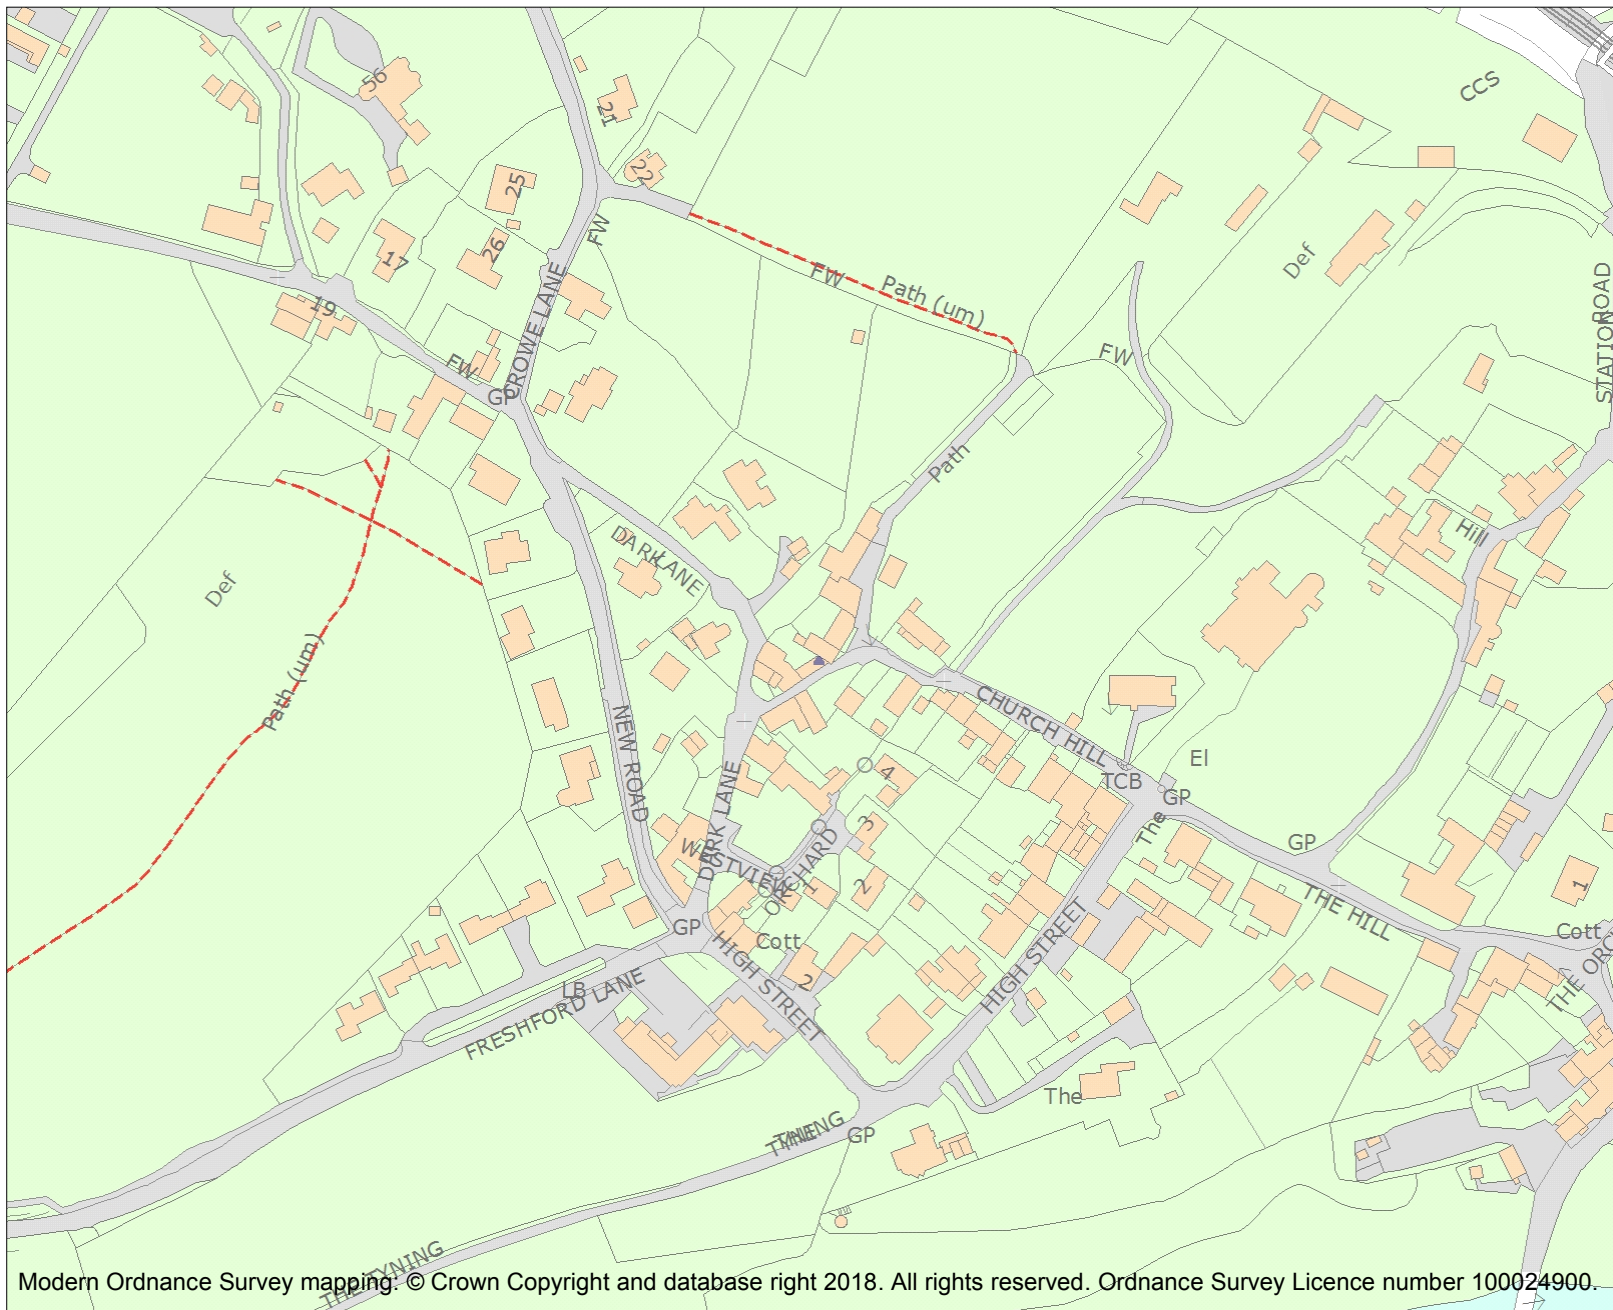 56
CCS
21
22
25
FW
26
17
Def
19
FW
Path (um)
CROWE LANE
STATION ROAD
FW
FW
GP
Path
Hill
DARK LANE
Def
Path (um)
CHURCH HILL
NEW ROAD
El
4
TCB
GP
DARK LANE
The
3
GP
WESTVIEW
ORCHARD
1
2
1
THE HILL
GP
Cott
HIGH STREET
Cott
HIGH STREET
2
LB
THE ORC
FRESHFORD LANE
The
THE TYNING
GP
THE TYNING
Modern Ordnance Survey mapping. © Crown Copyright and database right 2018. All rights reserved. Ordnance Survey Licence number 100024900.